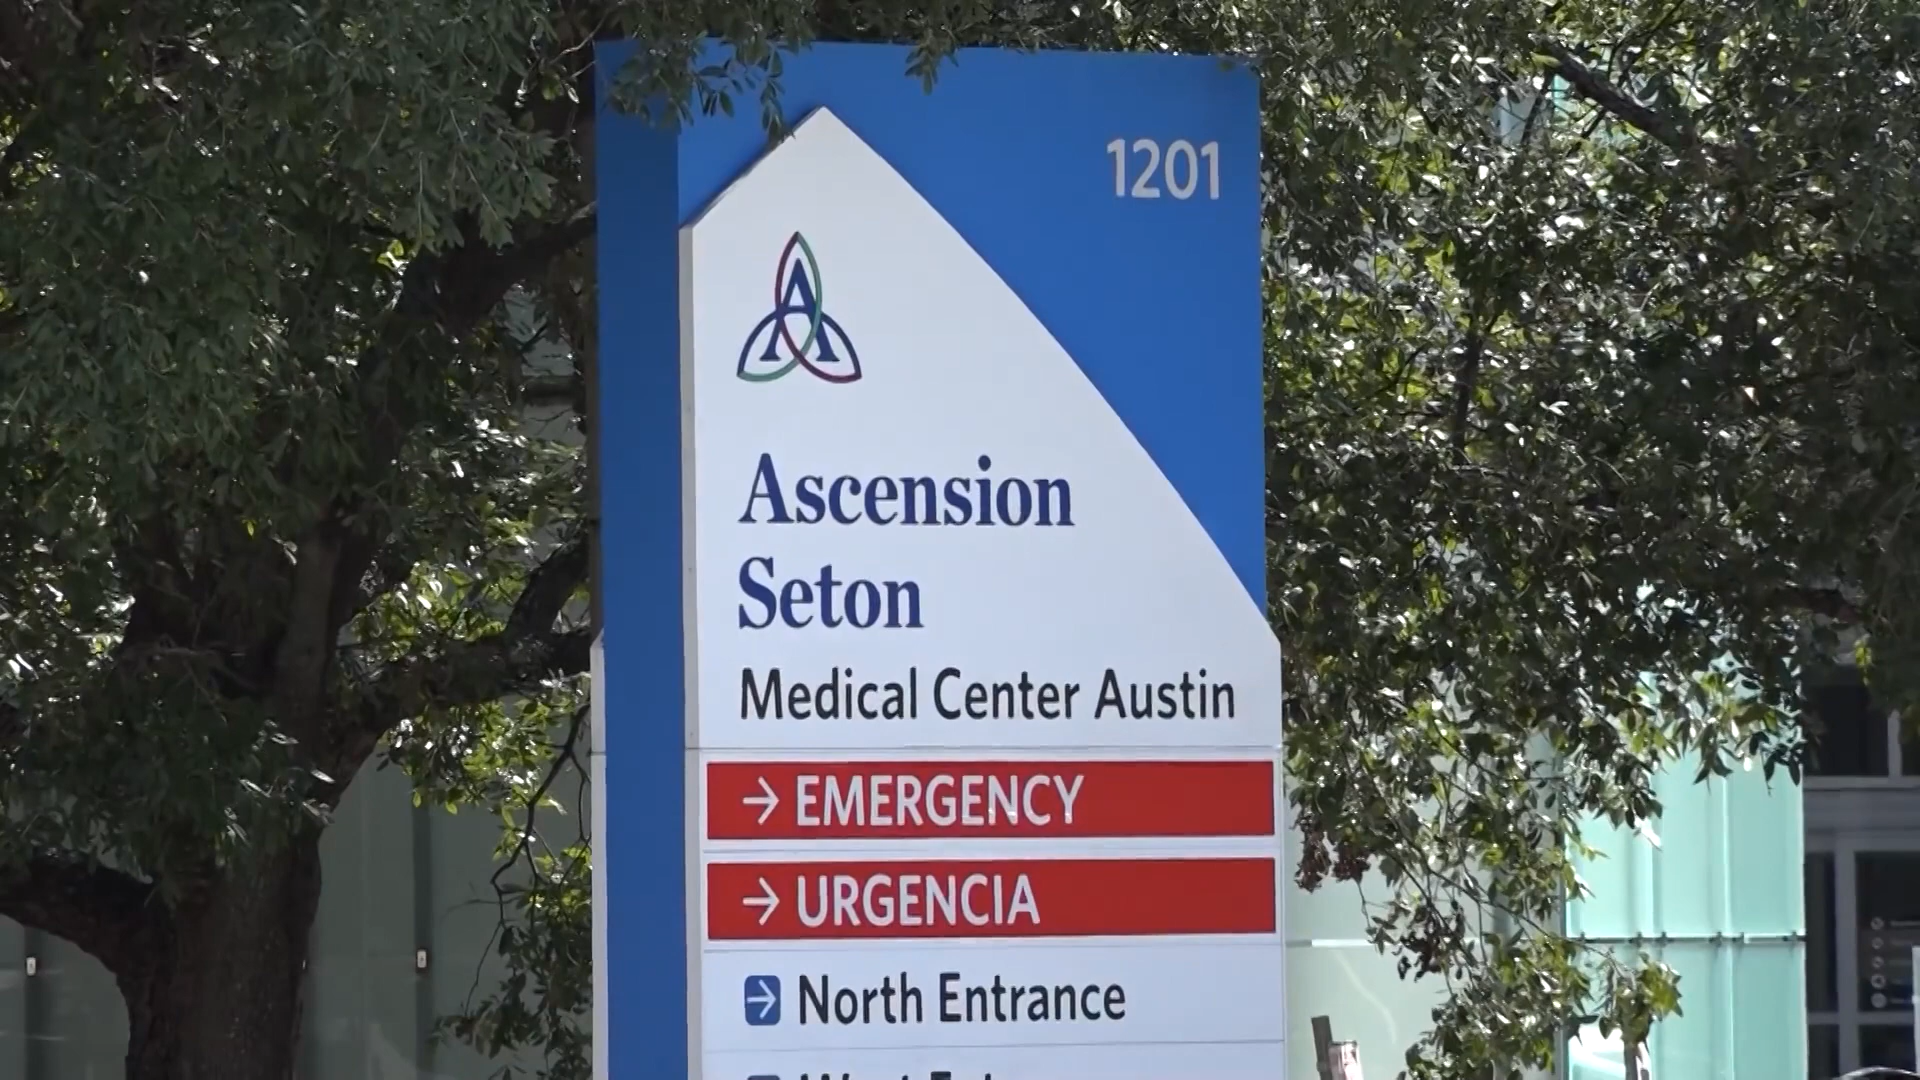 1201
A
Ascension
Seton
Medical Center Austin
→ EMERGENCY
→ URGENCIA
→ North Entrance